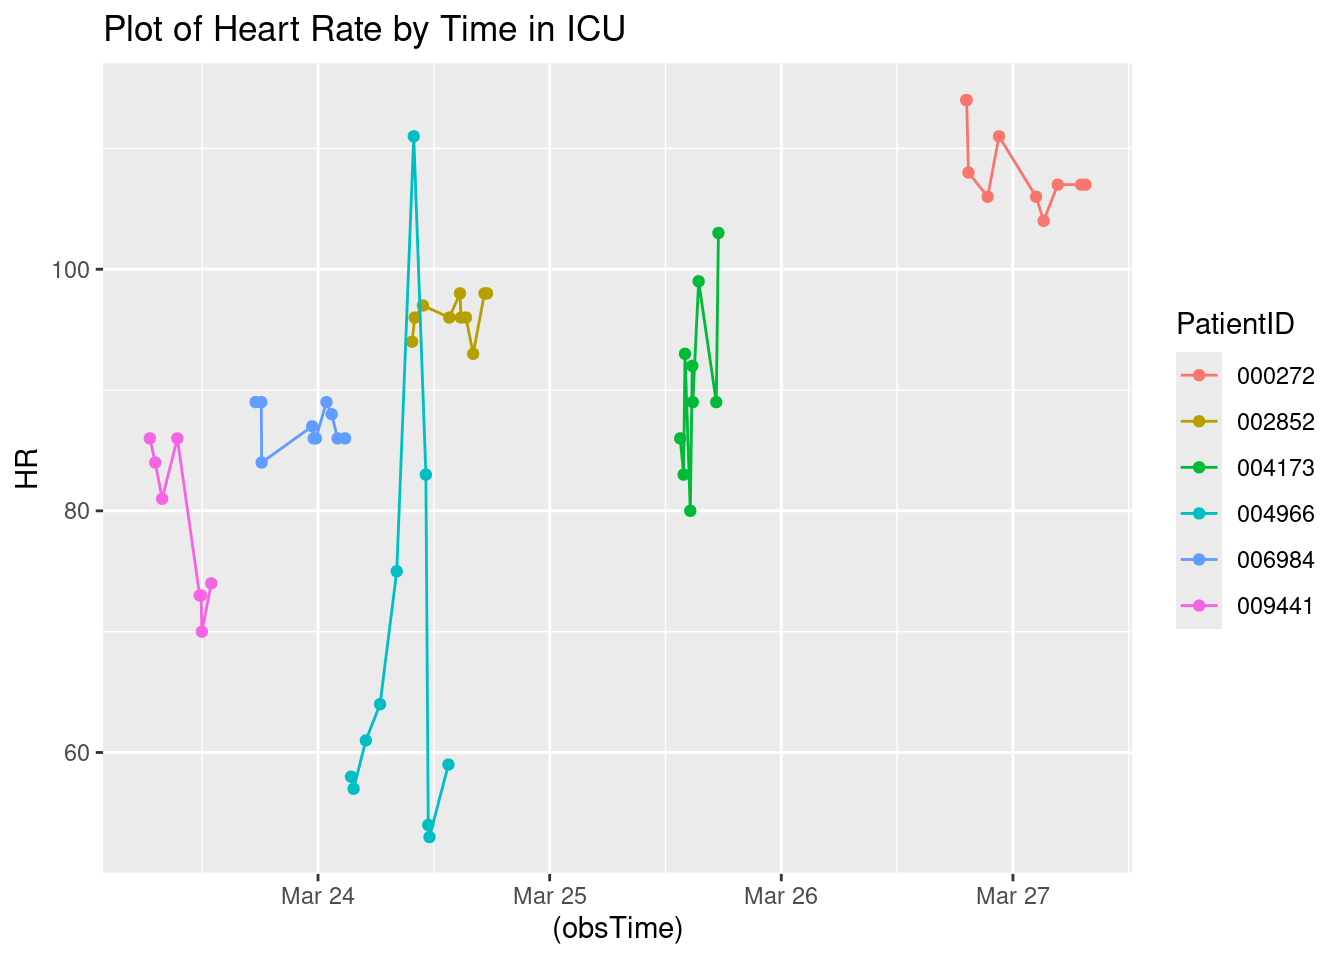 Plot of Heart Rate by Time in ICU
HR
100
80
60
Mar 24
Mar 25
Mar 26
Mar 27
(obsTime)
PatientID
000272
002852
004173
004966
006984
009441